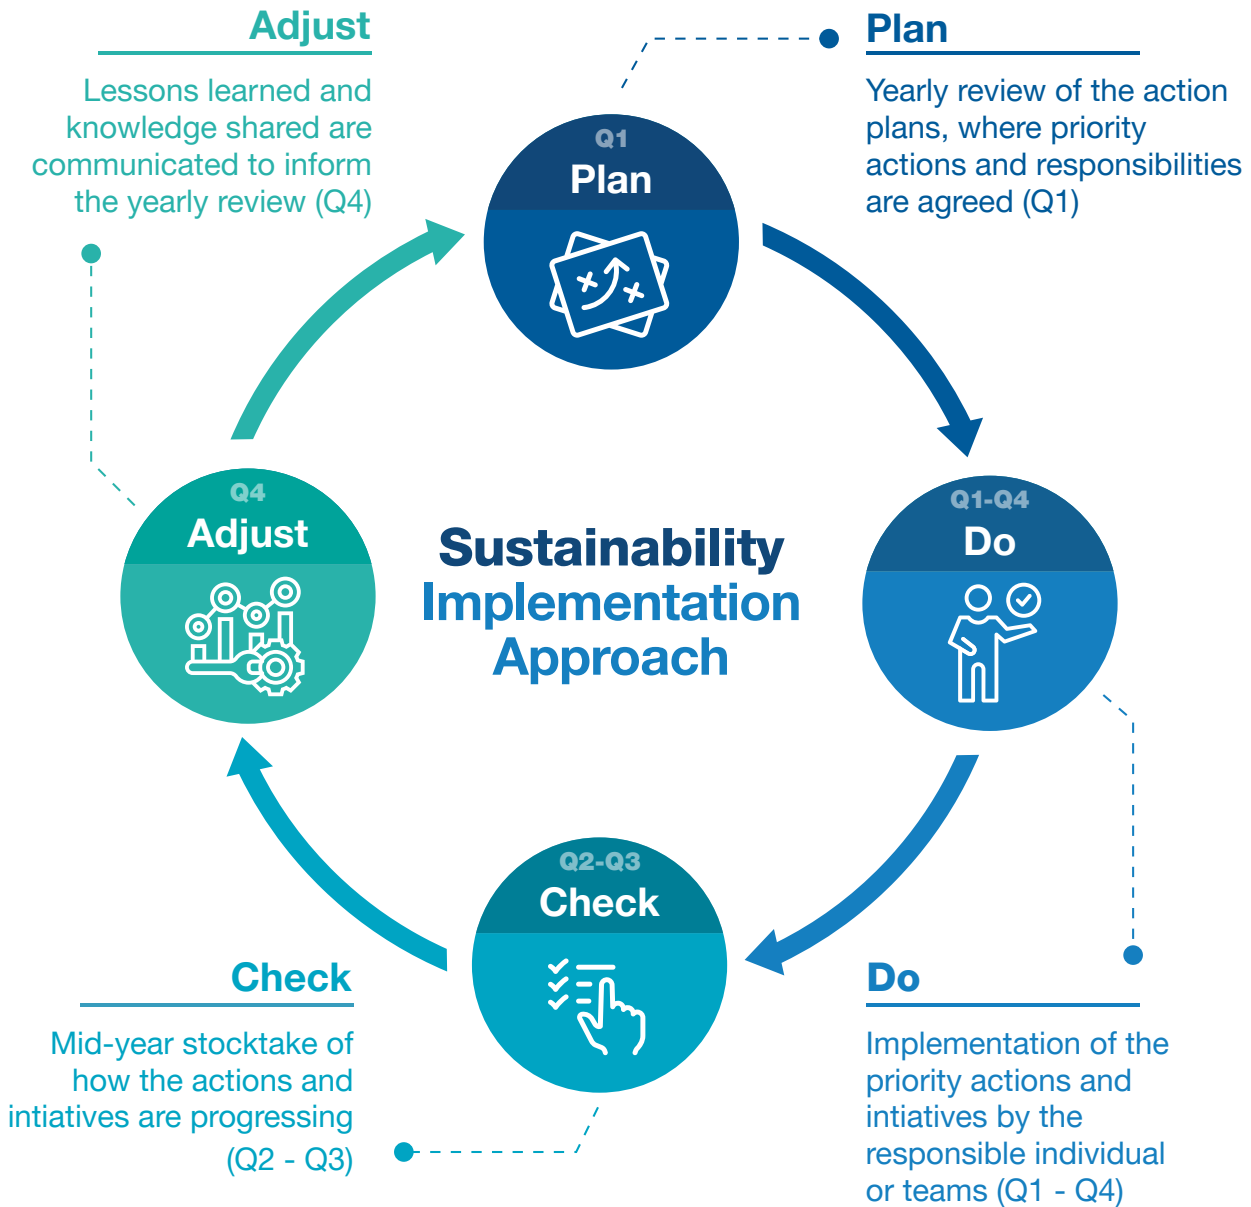 Adjust
Lessons learned and
knowledge shared are
communicated to inform
the yearly review (Q4)
Plan
Yearly review of the action
plans, where priority
actions and responsibilities
are agreed (Q1)
Q1
Plan
Q4
Adjust
Sustainability
Implementation
Approach
Q1-Q4
Do
Q2-Q3
Check
Check
Mid-year stocktake of
how the actions and
intiatives are progressing
(Q2 - Q3)
Do
Implementation of the
priority actions and
intiatives by the
responsible individual
or teams (Q1 - Q4)